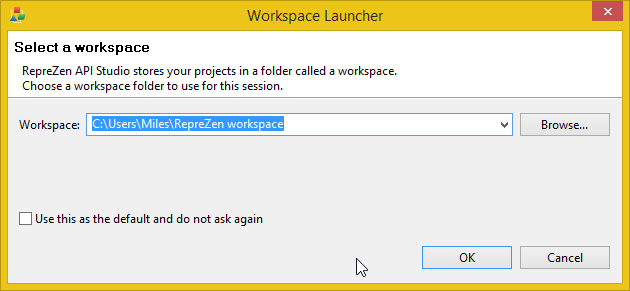 Workspace Launcher
Select a workspace
RepreZen API Studio stores your projects in a folder called a workspace.
Choose a workspace folder to use for this session.
Workspace: C:\Users\Miles\RepreZen workspace Browse...
Use this as the default and do not ask again
OK Cancel